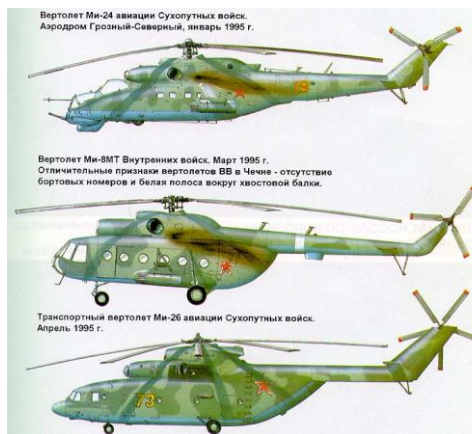 Вертолет Ми-24 авиации Сухопутных войск.
Аэродром Грозный-Северный, январь 1995 г.
Вертолет Ми-8МТ Внутренних войск. Март 1995 г.
Отличительные признаки вертолетов ВВ в Чечне - отсутствие
бортовых номеров и белая полоса вокруг хвостовой балки.
Транспортный вертолет Ми-26 авиации Сухопутных войск.
Апрель 1995 г.
73